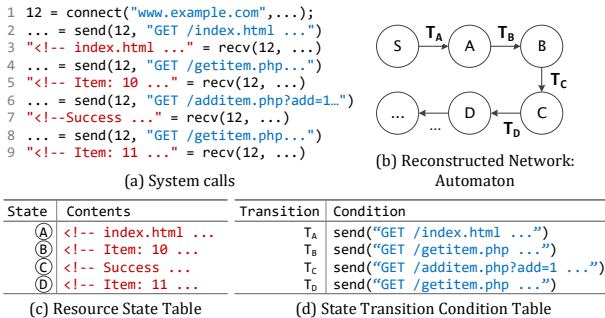 1 12 = connect("www.example.com",...);
2 ... = send(12, "GET /index.html ...")
3 "<!-- index.html ..." = recv(12, ...)
4 ... = send(12, "GET /getitem.php...")
5 "<!-- Item: 10 ..." = recv(12, ...)
6 ... = send(12, "GET /additem.php?add=1…")
7 "<!--Success ..." = recv(12, ...)
8 ... = send(12, "GET /getitem.php...")
9 "<!-- Item: 11 ..." = recv(12, ...)
(a) System calls
S TA A TB B
TC
... ... D TD C
(b) Reconstructed Network:
Automaton
State Contents
A <!-- index.html ...
B <!-- Item: 10 ...
C <!-- Success ...
D <!-- Item: 11 ...
(c) Resource State Table
Transition Condition
TA send(“GET /index.html ...”)
TB send(“GET /getitem.php ...”)
TC send(“GET /additem.php?add=1 ...”)
TD send(“GET /getitem.php ...”)
(d) State Transition Condition Table